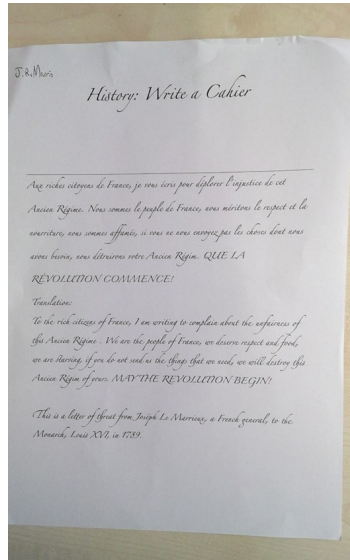 J.R.Morris
History: Write a Cahier
Aux riches citoyens de France, je vous écris pour déplorer l'injustice de cet
Ancien Régime. Nous sommes le peuple de France, nous méritons le respect et la
nourriture, nous sommes affamés, si vous ne nous envoyez pas les choses dont nous
avons besoin, nous détruirons votre Ancien Régim. QUE LA
RÉVOLUTION COMMENCE!
Translation:
To the rich citizens of France, I am writing to complain about the unfairness of
this Ancien Régime . We are the people of France, we deserve respect and food,
we are starving, if you do not send us the things that we need, we will destroy this
Ancien Régim of yours. MAY THE REVOLUTION BEGIN!
This is a letter of threat from Joseph Le Marrieux, a French general, to the
Monarch, Louis XVI, in 1789.